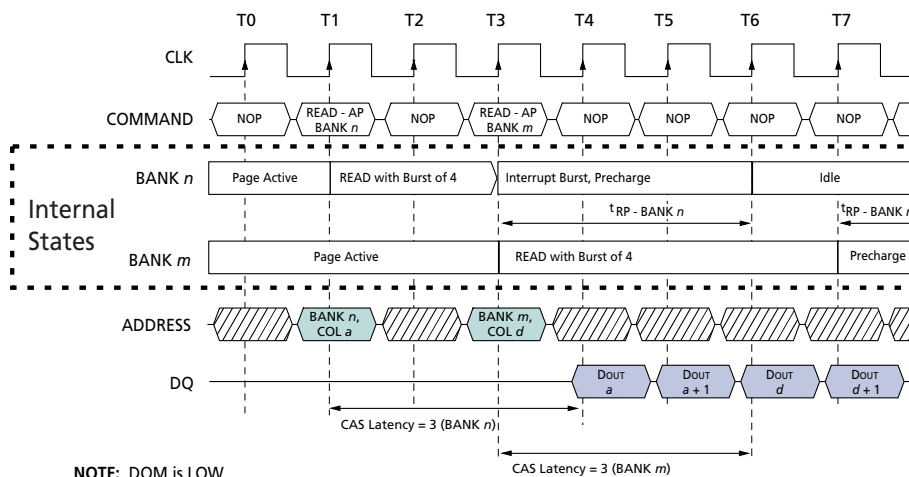 T0 T1 T2 T3 T4 T5 T6 T7
CLK
COMMAND NOP READ - AP BANK n NOP READ - AP BANK m NOP NOP NOP NOP
Internal States
BANK n Page Active READ with Burst of 4 Interrupt Burst, Precharge Idle
tRP - BANK n tRP - BANK
BANK m Page Active READ with Burst of 4 Precharge
ADDRESS BANK n, COL a BANK m, COL d
DQ DOUT a DOUT a + 1 DOUT d DOUT d + 1
CAS Latency = 3 (BANK n)
CAS Latency = 3 (BANK m)
NOTE: DQM is LOW